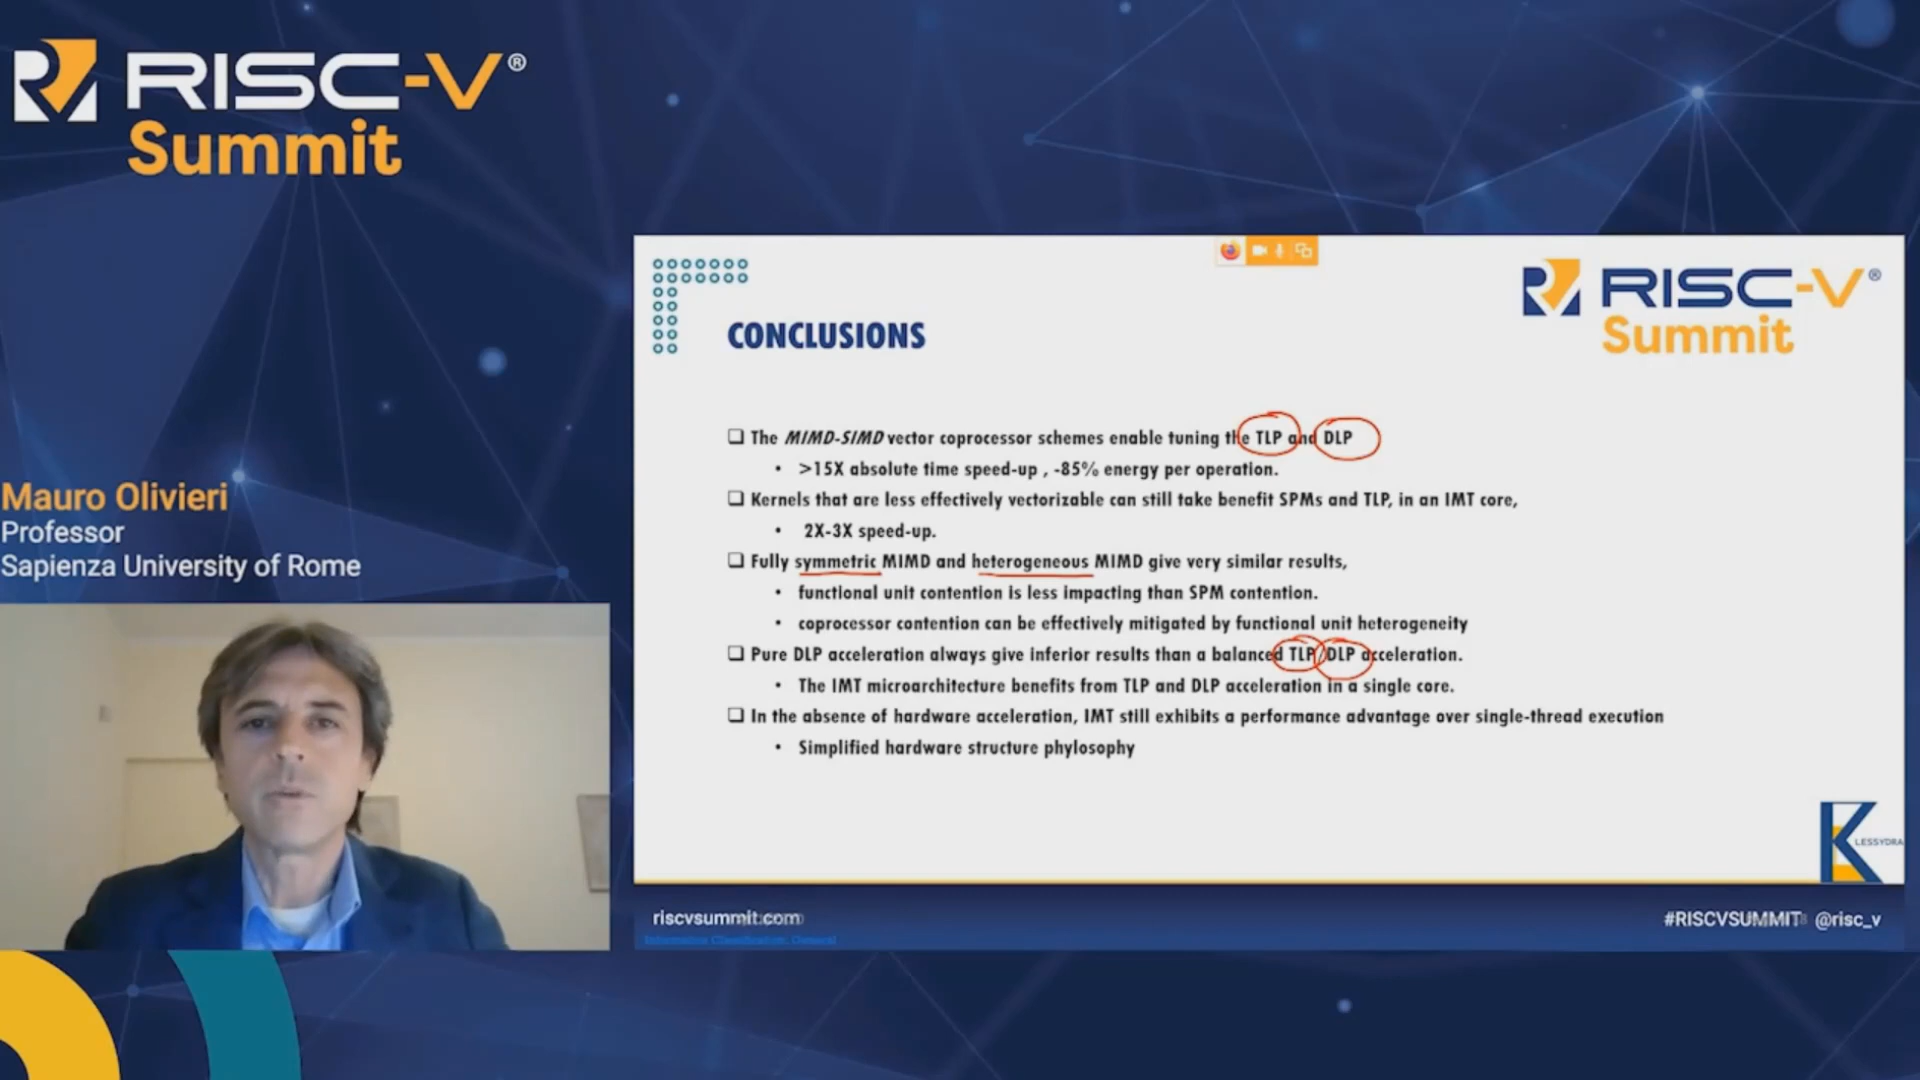 RISC-V®
Summit
Mauro Olivieri
Professor
Sapienza University of Rome
RISC-V®
Summit
CONCLUSIONS
The MIMD-SIMD vector coprocessor schemes enable tuning the TLP and DLP
• >15X absolute time speed-up , -85% energy per operation.
Kernels that are less effectively vectorizable can still take benefit SPMs and TLP, in an IMT core,
• 2X-3X speed-up.
Fully symmetric MIMD and heterogeneous MIMD give very similar results,
• functional unit contention is less impacting than SPM contention.
• coprocessor contention can be effectively mitigated by functional unit heterogeneity
Pure DLP acceleration always give inferior results than a balanced TLP/DLP acceleration.
• The IMT microarchitecture benefits from TLP and DLP acceleration in a single core.
In the absence of hardware acceleration, IMT still exhibits a performance advantage over single-thread execution
• Simplified hardware structure phylosophy
K LESSYDRA
riscvsummit.com
#RISCVSUMMIT @risc_v
Informatica Classification: General